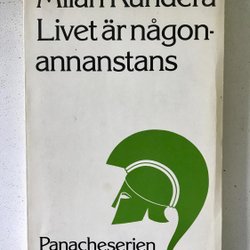 Milan Kundera
Livet är någon-
annanstans
Panacheserien